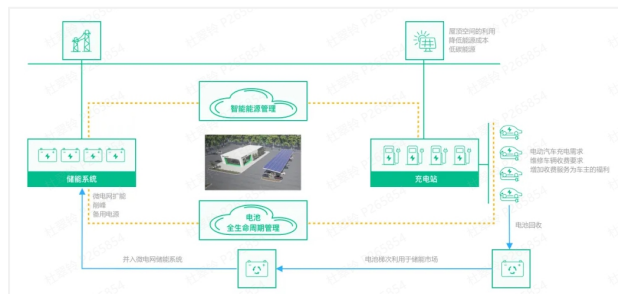 屋顶空间的利用
降低能源成本
低碳能源
智能能源管理
储能系统
充电站
电动汽车充电需求
维修车辆收费要求
增加收费服务为车主的福利
微电网扩能
削峰
备用电源
电池
全生命周期管理
电池回收
并入微电网储能系统
电池梯次利用于储能市场